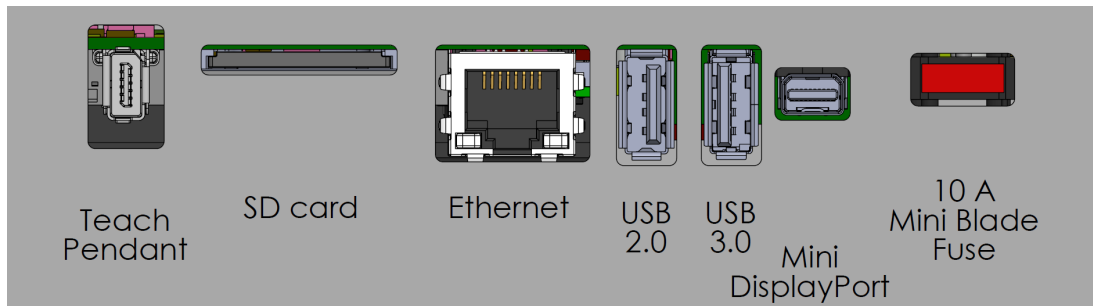 Teach
Pendant
SD card
Ethernet
USB
2.0
USB
3.0
Mini
DisplayPort
10 A
Mini Blade
Fuse